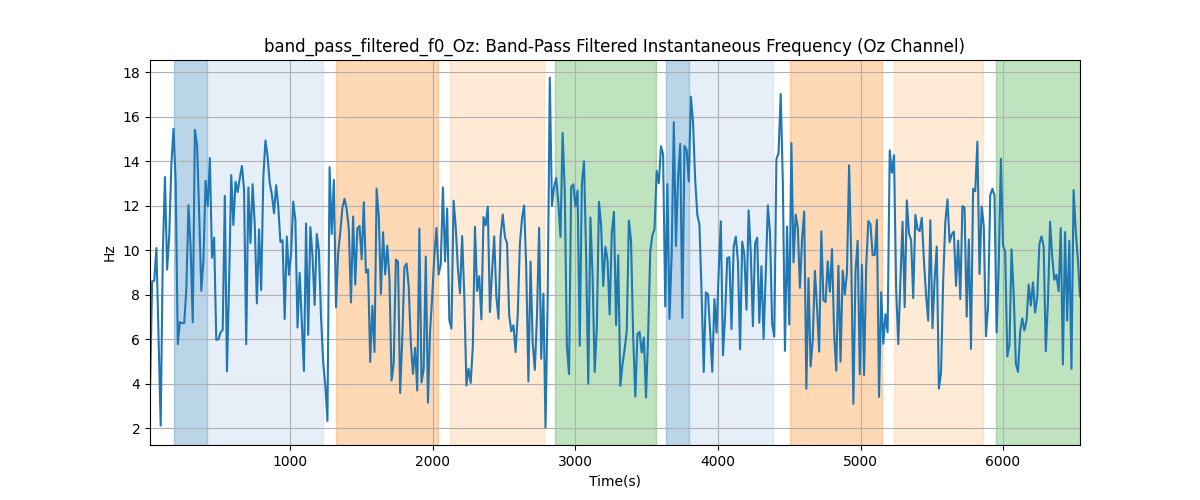 band_pass_filtered_f0_Oz: Band-Pass Filtered Instantaneous Frequency (Oz Channel)
18
16
14
12
10
8
6
4
2
Hz
1000 2000 3000 4000 5000 6000
Time(s)